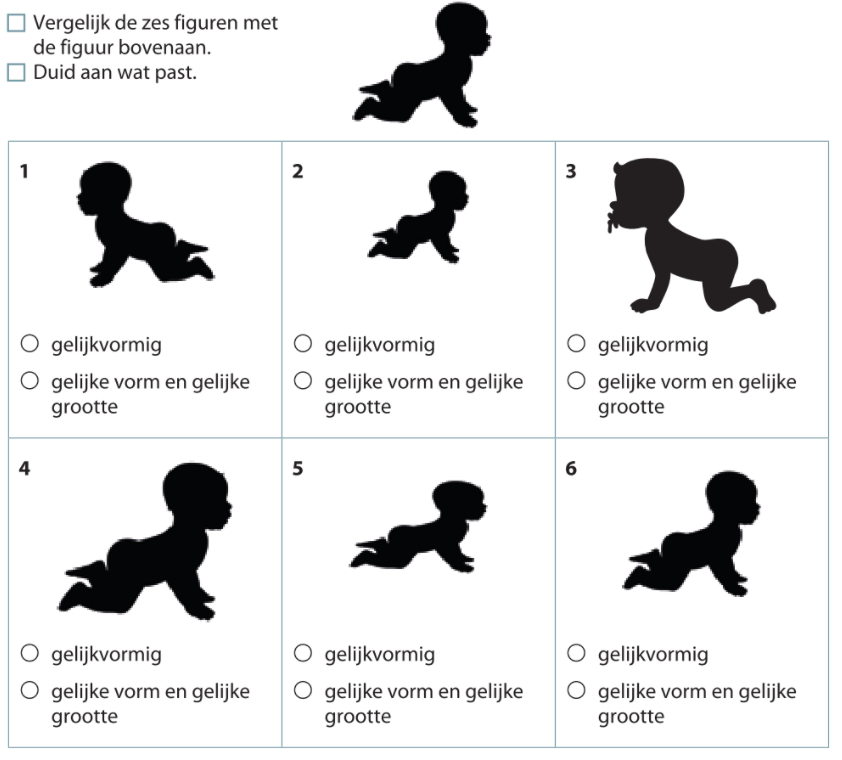 Vergelijk de zes figuren met
de figuur bovenaan.
Duid aan wat past.
1
gelijkvormig
gelijke vorm en gelijke
grootte
2
gelijkvormig
gelijke vorm en gelijke
grootte
3
gelijkvormig
gelijke vorm en gelijke
grootte
4
gelijkvormig
gelijke vorm en gelijke
grootte
5
gelijkvormig
gelijke vorm en gelijke
grootte
6
gelijkvormig
gelijke vorm en gelijke
grootte